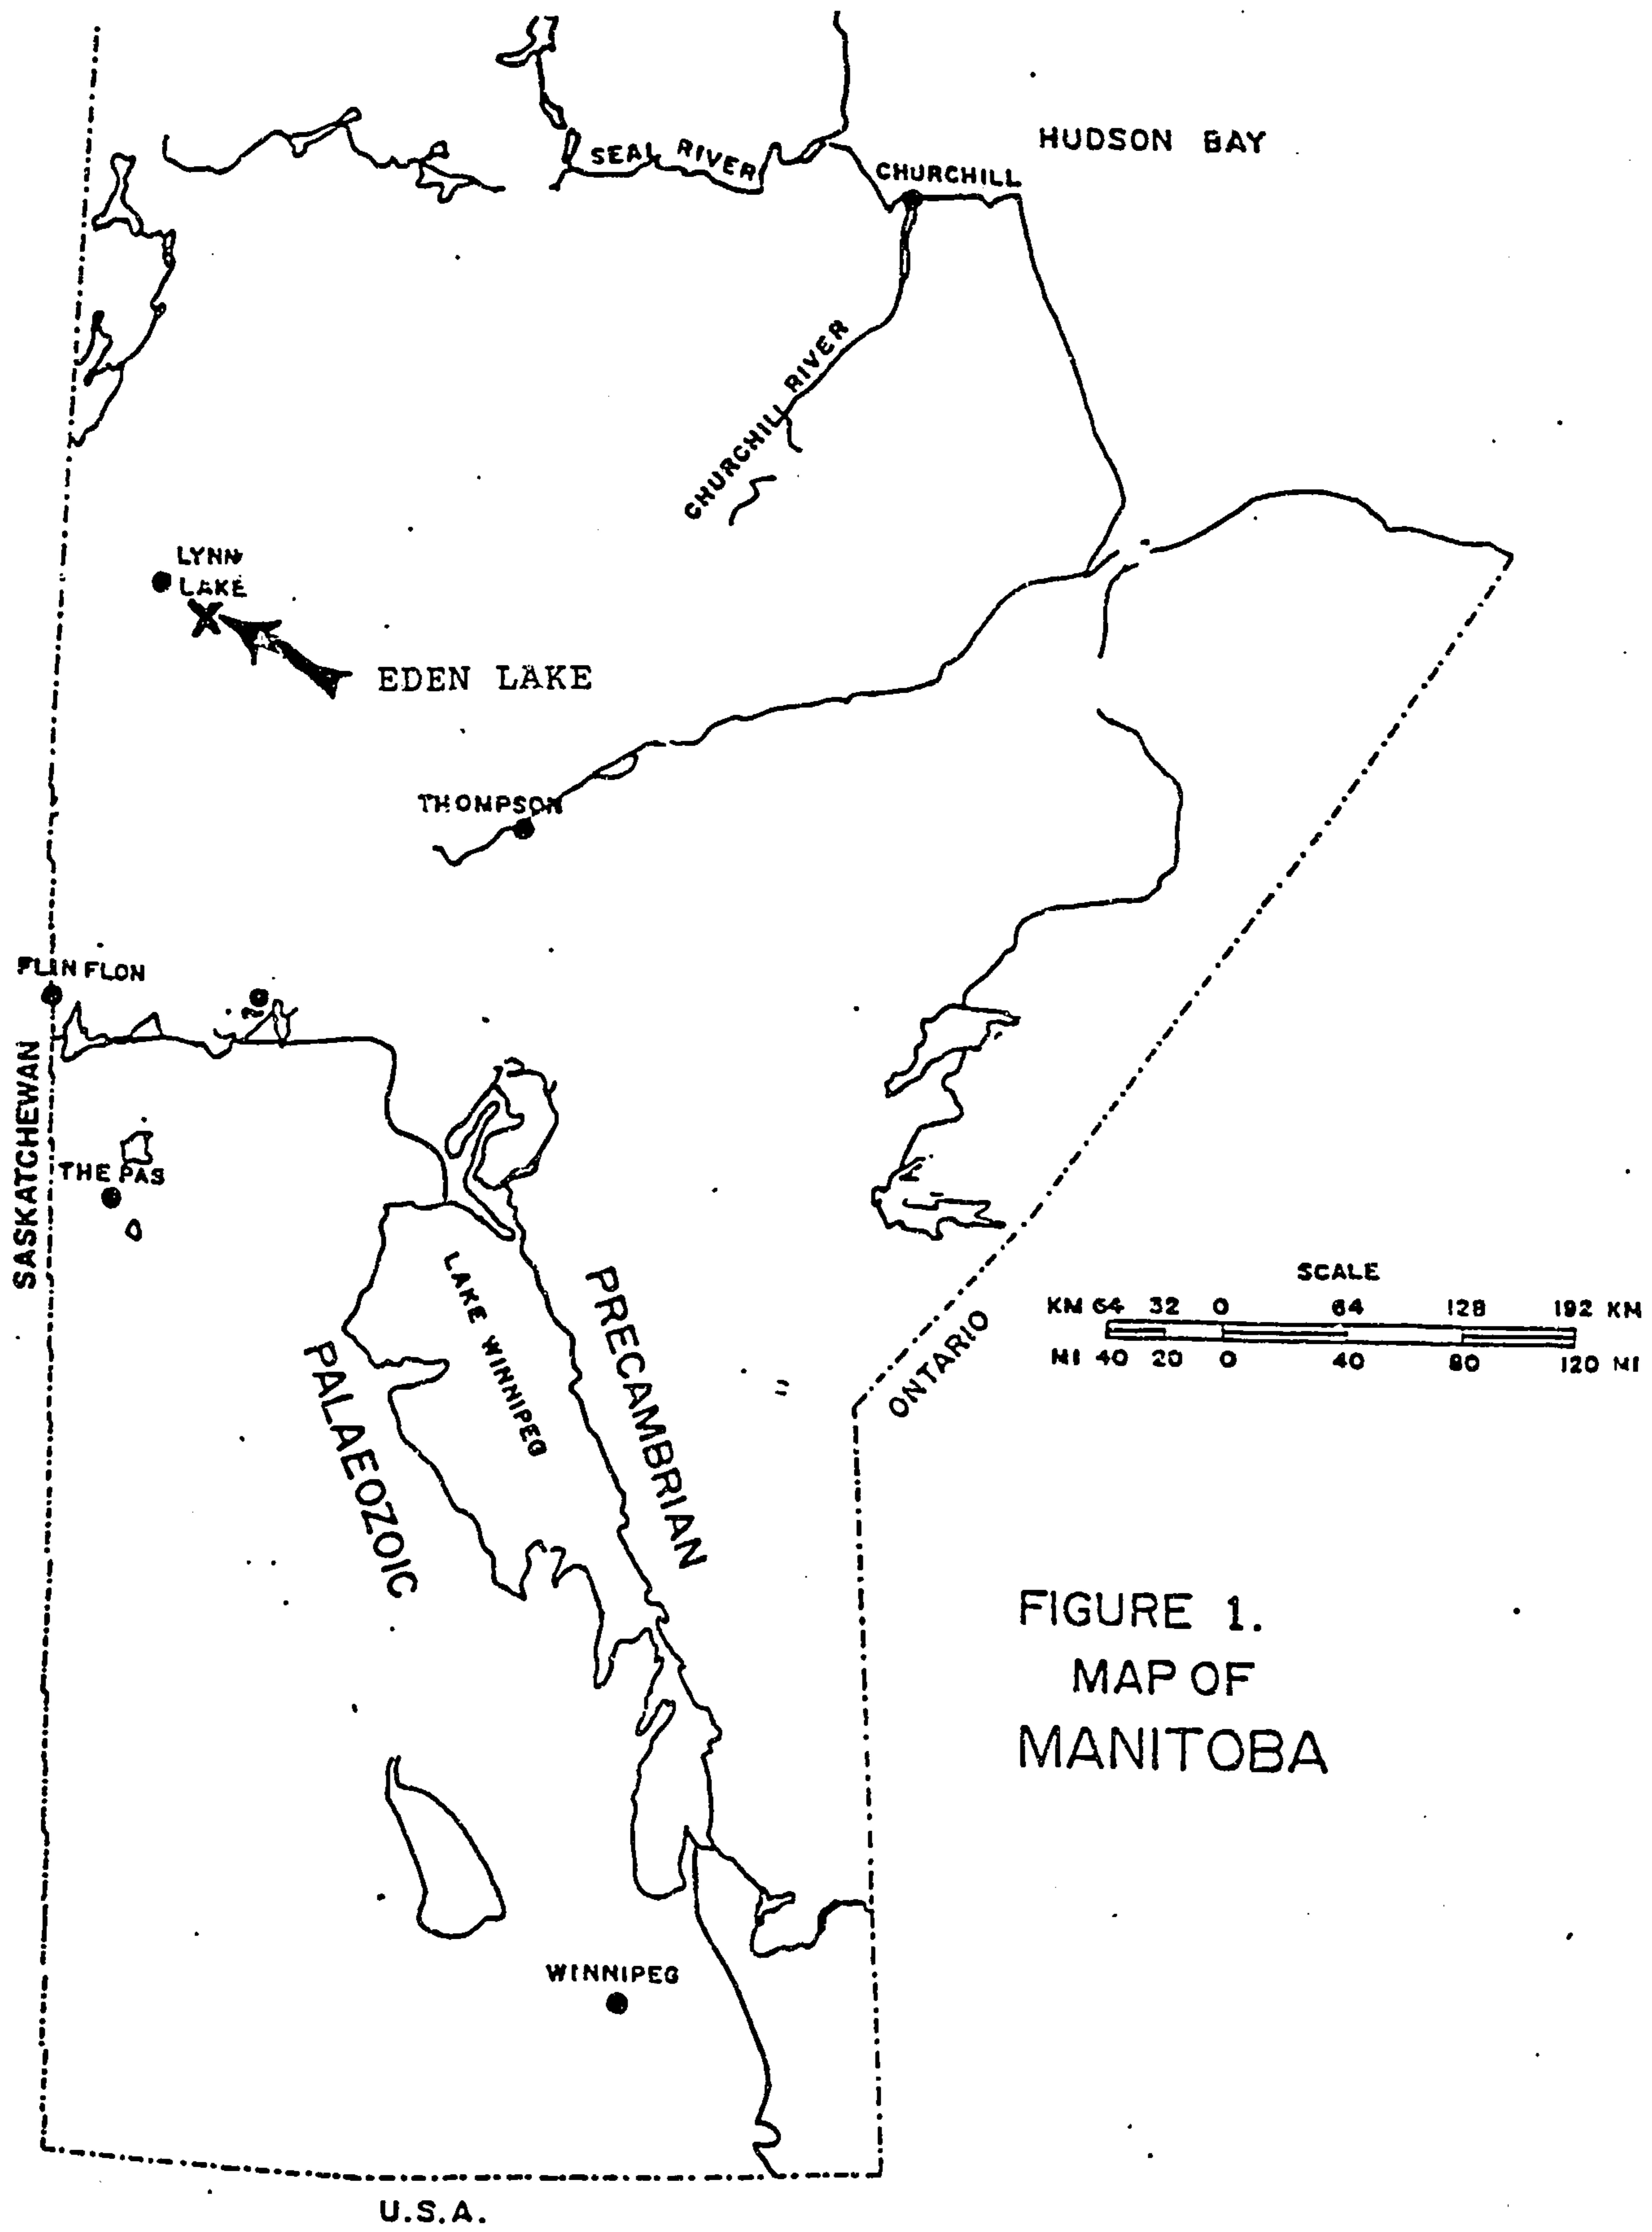 HUDSON BAY
SEAL RIVER
CHURCHILL
CHURCHILL RIVER
LYNN
LAKE
EDEN LAKE
THOMPSON
FLIN FLON
SASKATCHEWAN
THE PAS
LAKE WINNIPEG
PRECAMBRIAN
PALAEOZOIC
ONTARIO
SCALE
KM 64 32 0 64 128 192 KM
MI 40 20 0 40 80 120 MI
FIGURE 1.
MAP OF
MANITOBA
WINNIPEG
U.S.A.